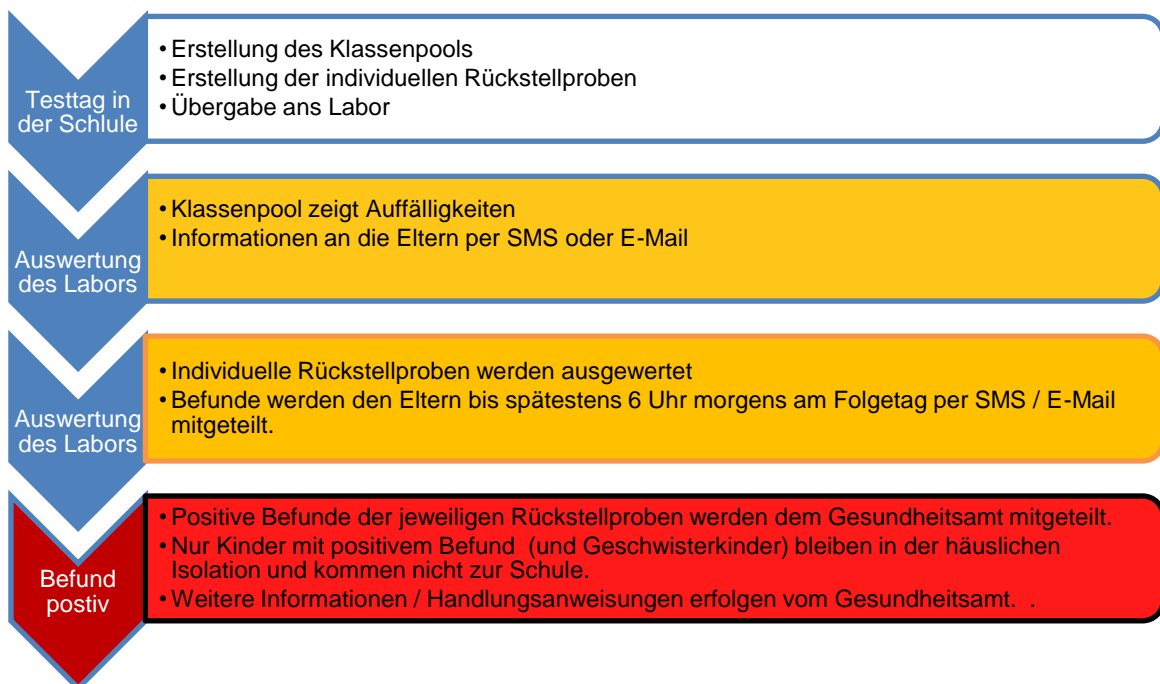 Testtag in
der Schlule
• Erstellung des Klassenpools
• Erstellung der individuellen Rückstellproben
• Übergabe ans Labor
Auswertung
des Labors
• Klassenpool zeigt Auffälligkeiten
• Informationen an die Eltern per SMS oder E-Mail
Auswertung
des Labors
• Individuelle Rückstellproben werden ausgewertet
• Befunde werden den Eltern bis spätestens 6 Uhr morgens am Folgetag per SMS / E-Mail
mitgeteilt.
Befund
postiv
• Positive Befunde der jeweiligen Rückstellproben werden dem Gesundheitsamt mitgeteilt.
• Nur Kinder mit positivem Befund  (und Geschwisterkinder) bleiben in der häuslichen
Isolation und kommen nicht zur Schule.
• Weitere Informationen / Handlungsanweisungen erfolgen vom Gesundheitsamt.  .